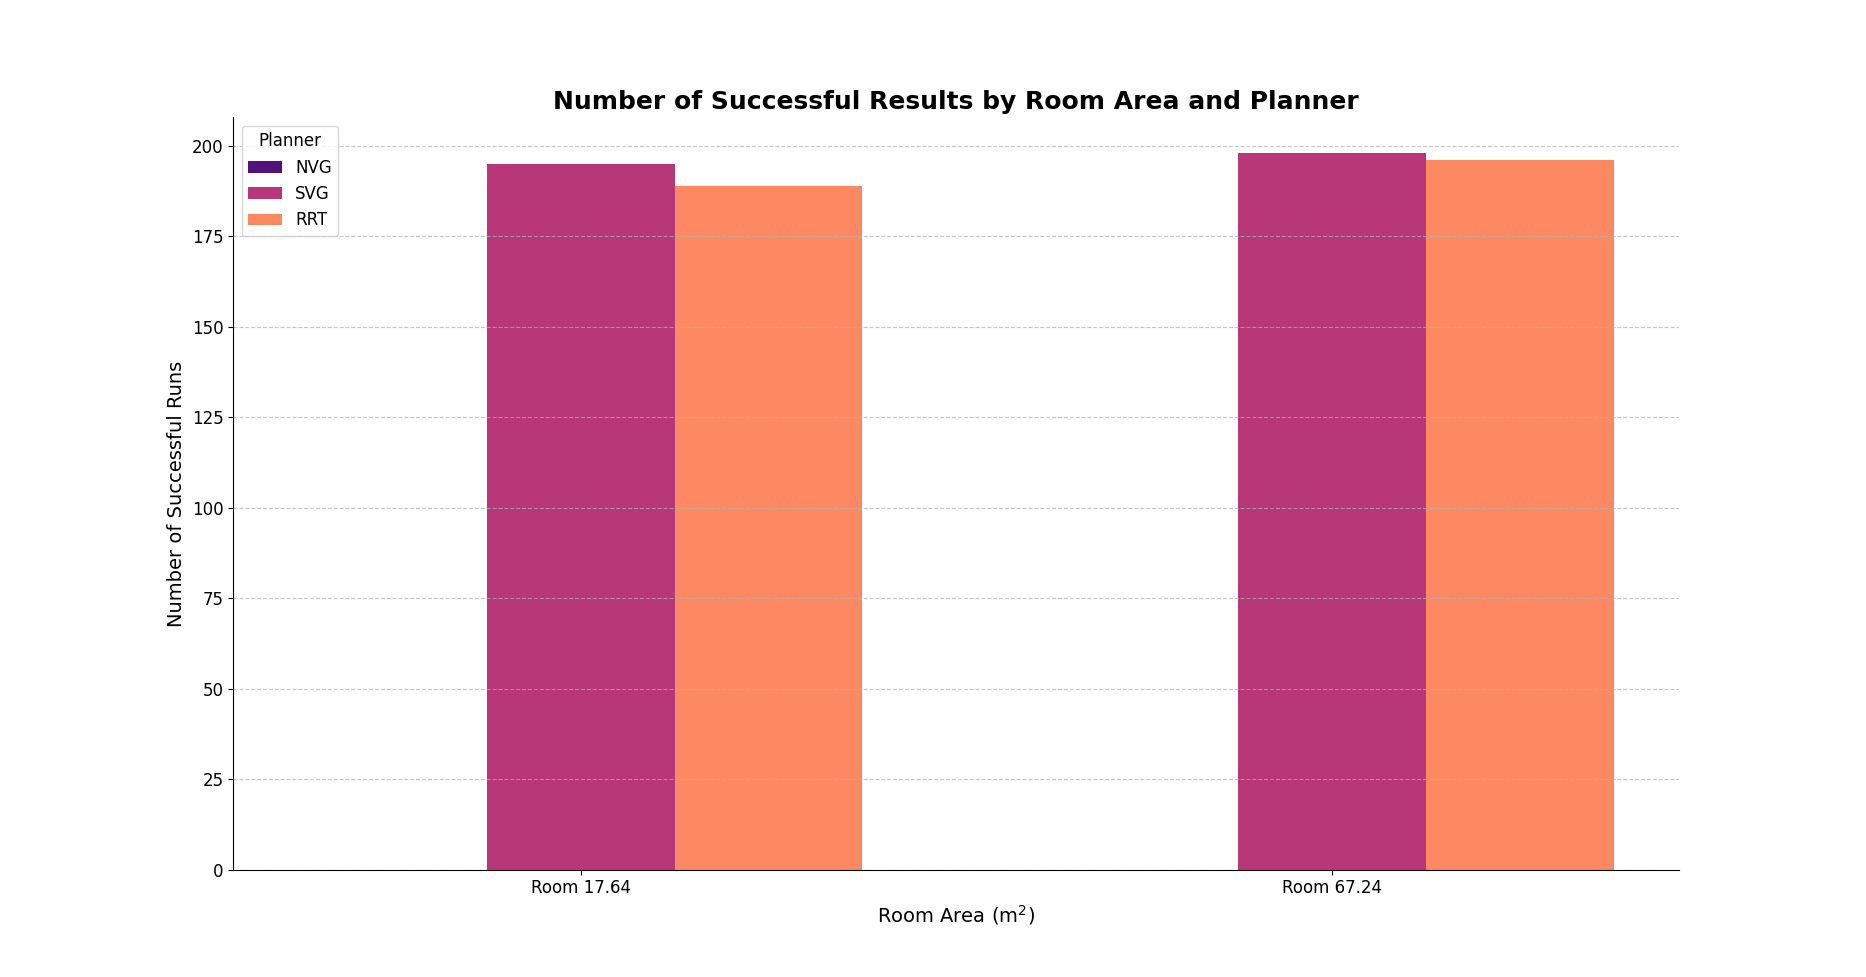 Number of Successful Results by Room Area and Planner
Planner
NVG
SVG
RRT
200
175
150
125
100
75
50
25
0
Number of Successful Runs
Room 17.64
Room 67.24
Room Area (m²)